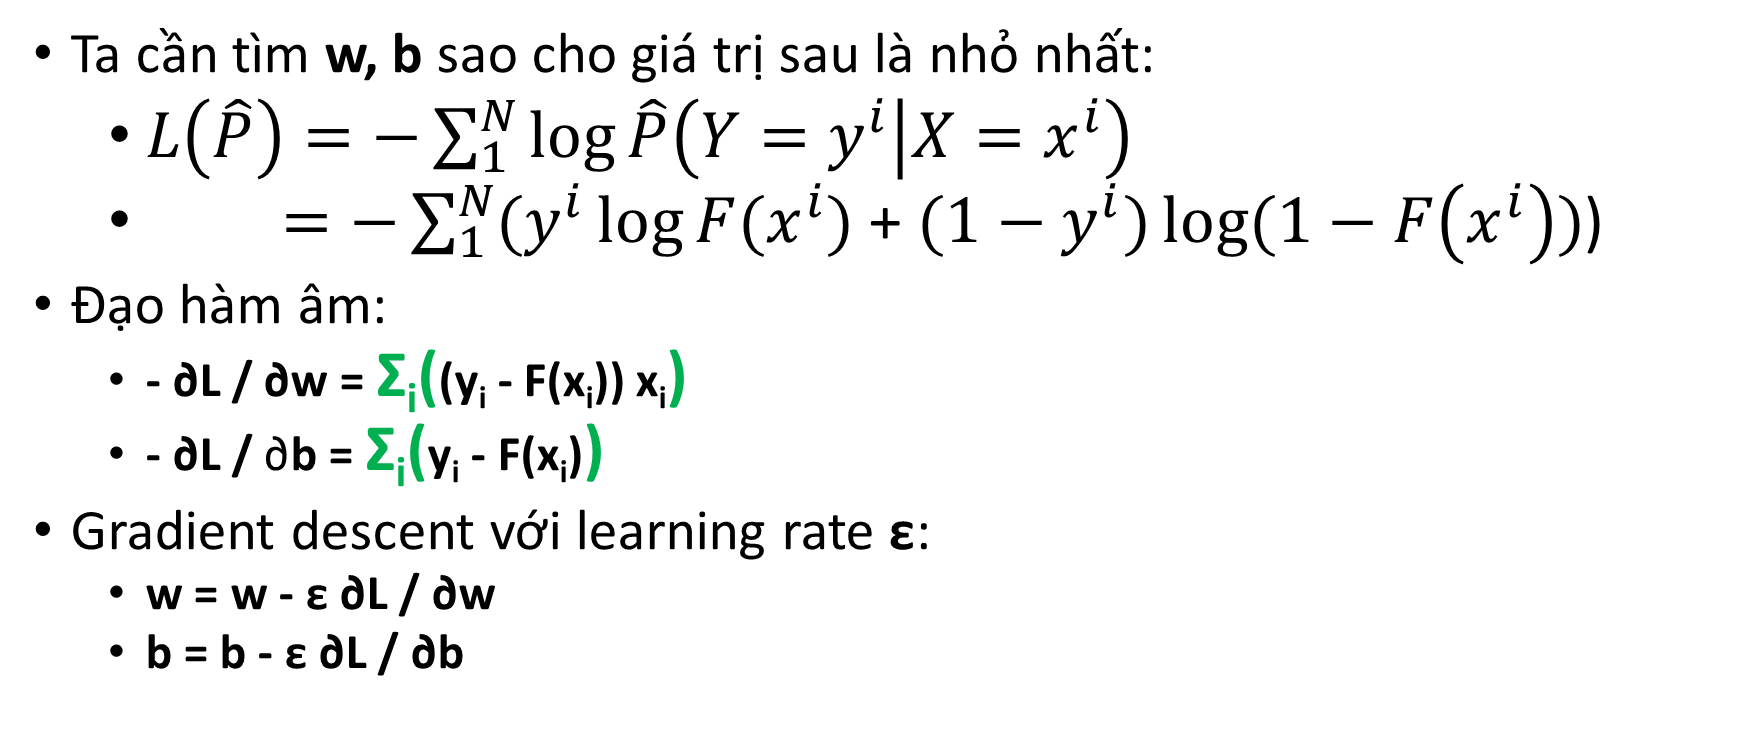 • Ta cần tìm w, b sao cho giá trị sau là nhỏ nhất:
• L(P̂) = − ∑₁ᴺ log P̂(Y = yⁱ|X = xⁱ)
• = − ∑₁ᴺ(yⁱ log F(xⁱ) + (1 − yⁱ) log(1 − F(xⁱ)))
• Đạo hàm âm:
• - ∂L / ∂w = Σᵢ((yᵢ - F(xᵢ)) xᵢ)
• - ∂L / ∂b = Σᵢ(yᵢ - F(xᵢ))
• Gradient descent với learning rate ε:
• w = w - ε ∂L / ∂w
• b = b - ε ∂L / ∂b